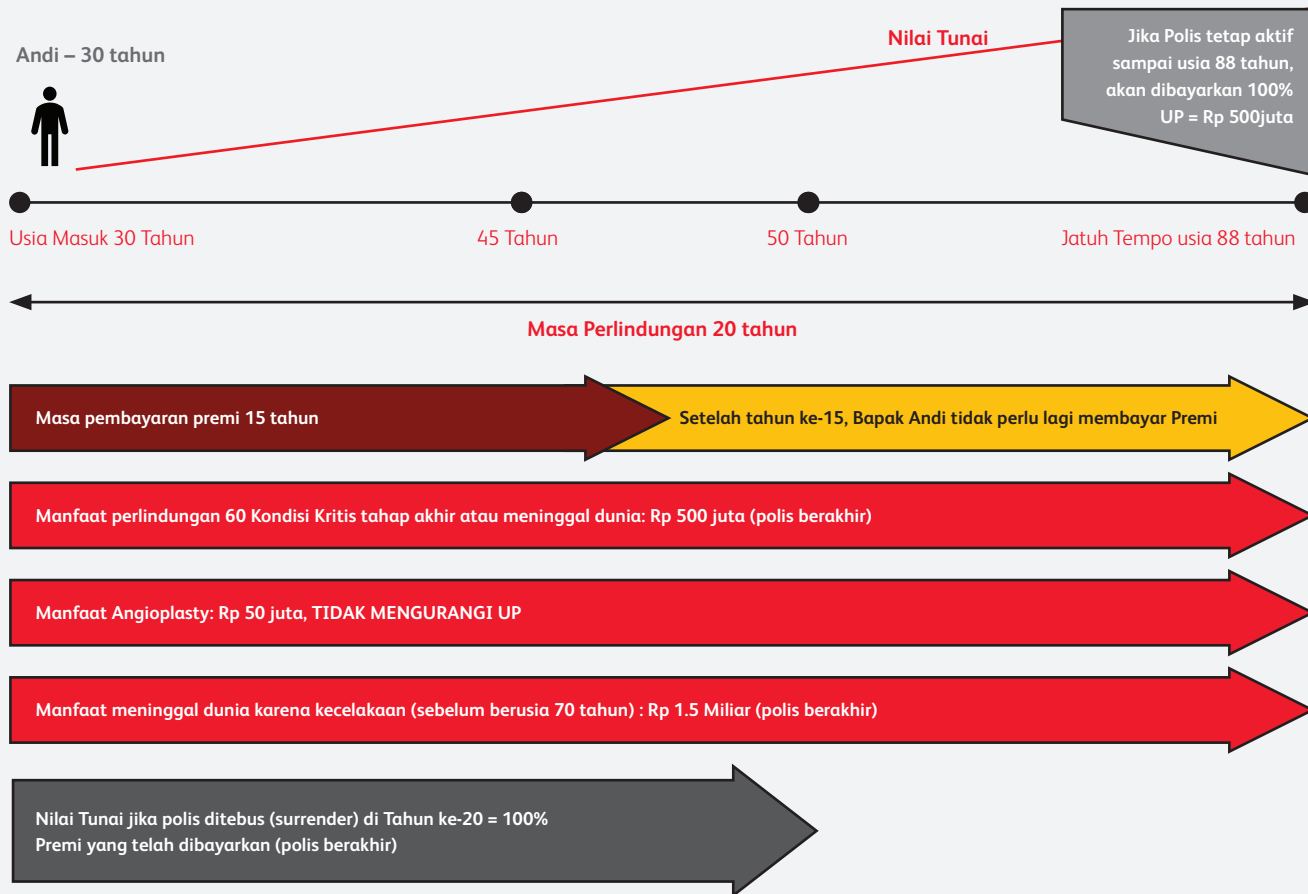 Andi – 30 tahun
Nilai Tunai
Jika Polis tetap aktif
sampai usia 88 tahun,
akan dibayarkan 100%
UP = Rp 500juta
Usia Masuk 30 Tahun
45 Tahun
50 Tahun
Jatuh Tempo usia 88 tahun
Masa Perlindungan 20 tahun
Masa pembayaran premi 15 tahun
Setelah tahun ke-15, Bapak Andi tidak perlu lagi membayar Premi
Manfaat perlindungan 60 Kondisi Kritis tahap akhir atau meninggal dunia: Rp 500 juta (polis berakhir)
Manfaat Angioplasty: Rp 50 juta, TIDAK MENGURANGI UP
Manfaat meninggal dunia karena kecelakaan (sebelum berusia 70 tahun) : Rp 1.5 Miliar (polis berakhir)
Nilai Tunai jika polis ditebus (surrender) di Tahun ke-20 = 100%
Premi yang telah dibayarkan (polis berakhir)